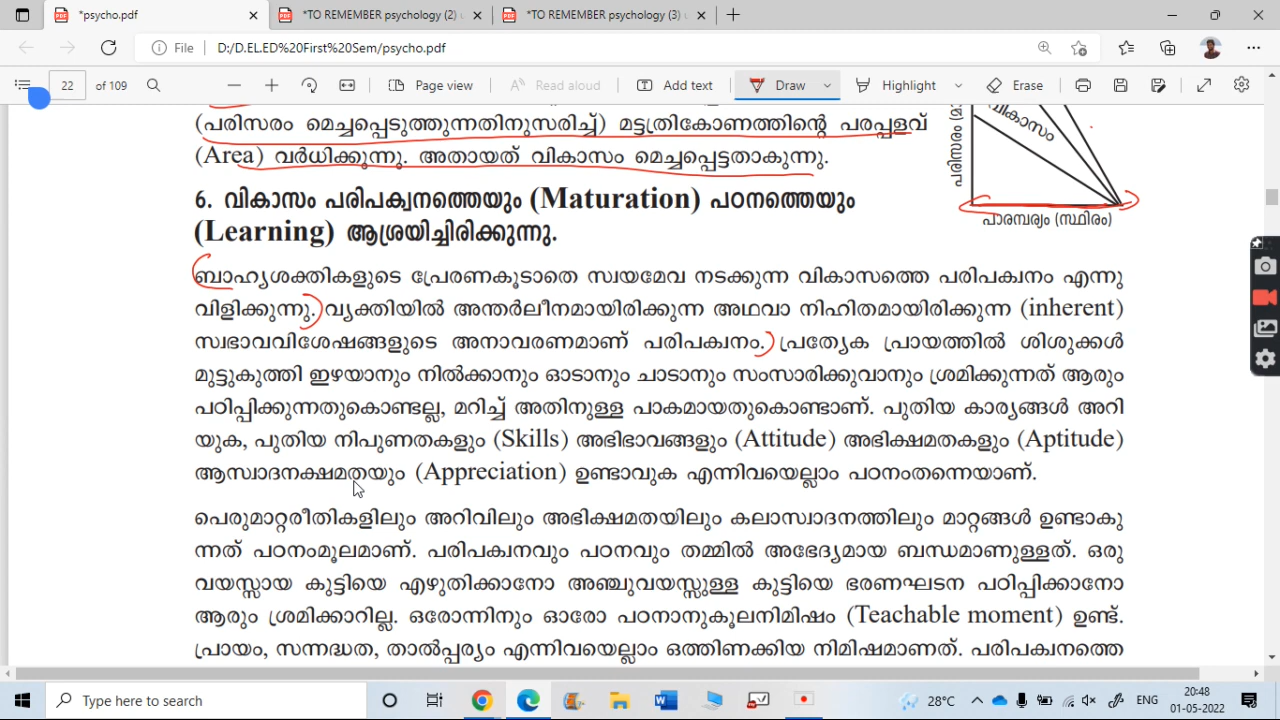 *psycho.pdf
*TO REMEMBER psychology (2) (
*TO REMEMBER psychology (3) (
File D:/D.EL.ED%20First%20Sem/psycho.pdf
22 of 109 Page view Read aloud Add text Draw Highlight Erase
(പരിസരം മെച്ചപ്പെടുത്തുന്നതിനുസരിച്ച്) മട്ടത്രികോണത്തിന്റെ പരപ്പളവ്
(Area) വർധിക്കുന്നു. അതായത് വികാസം മെച്ചപ്പെട്ടതാകുന്നു.
വികാസം
പരിസരം (മാ
പാരമ്പര്യം (സ്ഥിരം)
6. വികാസം പരിപക്വനത്തെയും (Maturation) പഠനത്തെയും
(Learning) ആശ്രയിച്ചിരിക്കുന്നു.
ബാഹ്യശക്തികളുടെ പ്രേരണകൂടാതെ സ്വയമേവ നടക്കുന്ന വികാസത്തെ പരിപക്വനം എന്നു
വിളിക്കുന്നു. വ്യക്തിയിൽ അന്തർലീനമായിരിക്കുന്ന അഥവാ നിഹിതമായിരിക്കുന്ന (inherent)
സ്വഭാവവിശേഷങ്ങളുടെ അനാവരണമാണ് പരിപക്വനം. പ്രത്യേക പ്രായത്തിൽ ശിശുക്കൾ
മുട്ടുകുത്തി ഇഴയാനും നിൽക്കാനും ഓടാനും ചാടാനും സംസാരിക്കുവാനും ശ്രമിക്കുന്നത് ആരും
പഠിപ്പിക്കുന്നതുകൊണ്ടല്ല, മറിച്ച് അതിനുള്ള പാകമായതുകൊണ്ടാണ്. പുതിയ കാര്യങ്ങൾ അറി
യുക, പുതിയ നിപുണതകളും (Skills) അഭിഭാവങ്ങളും (Attitude) അഭിക്ഷമതകളും (Aptitude)
ആസ്വാദനക്ഷമതയും (Appreciation) ഉണ്ടാവുക എന്നിവയെല്ലാം പഠനംതന്നെയാണ്.
പെരുമാറ്റരീതികളിലും അറിവിലും അഭിക്ഷമതയിലും കലാസ്വാദനത്തിലും മാറ്റങ്ങൾ ഉണ്ടാകു
ന്നത് പഠനംമൂലമാണ്. പരിപക്വനവും പഠനവും തമ്മിൽ അഭേദ്യമായ ബന്ധമാണുള്ളത്. ഒരു
വയസ്സായ കുട്ടിയെ എഴുതിക്കാനോ അഞ്ചുവയസ്സുള്ള കുട്ടിയെ ഭരണഘടന പഠിപ്പിക്കാനോ
ആരും ശ്രമിക്കാറില്ല. ഒരോന്നിനും ഓരോ പഠനാനുകൂലനിമിഷം (Teachable moment) ഉണ്ട്.
പ്രായം, സന്നദ്ധത, താൽപ്പര്യം എന്നിവയെല്ലാം ഒത്തിണക്കിയ നിമിഷമാണത്. പരിപക്വനത്തെ
Type here to search
28°C ENG 20:48
01-05-2022